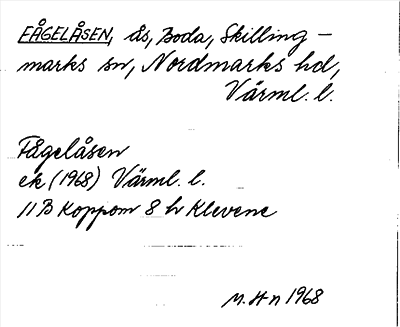 FÅGELÅSEN, ås, Boda, Skilling-
marks sn, Nordmarks hd,
Värml. l.
Fågelåsen
ek (1968) Värml. l.
11 B Koppom 8 h Klevene
M. H-n 1968